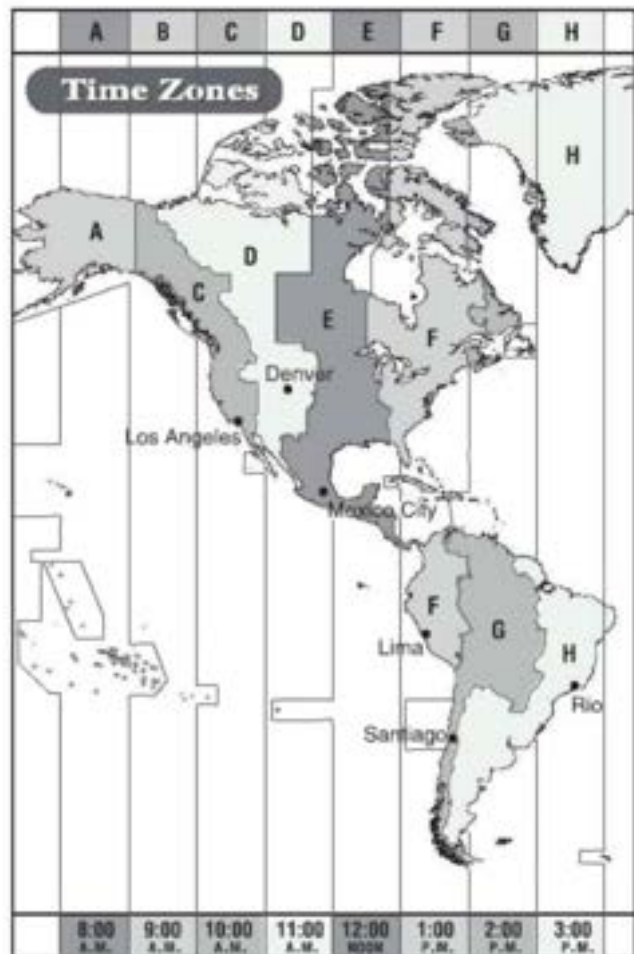 A B C D E F G H
Time Zones
H
A
D
C
E
F
Denver
Los Angeles
Mexico City
F
G
Lima
H
Rio
Santiago
8:00 9:00 10:00 11:00 12:00 1:00 2:00 3:00
A.M. A.M. A.M. A.M. NOON P.M. P.M. P.M.